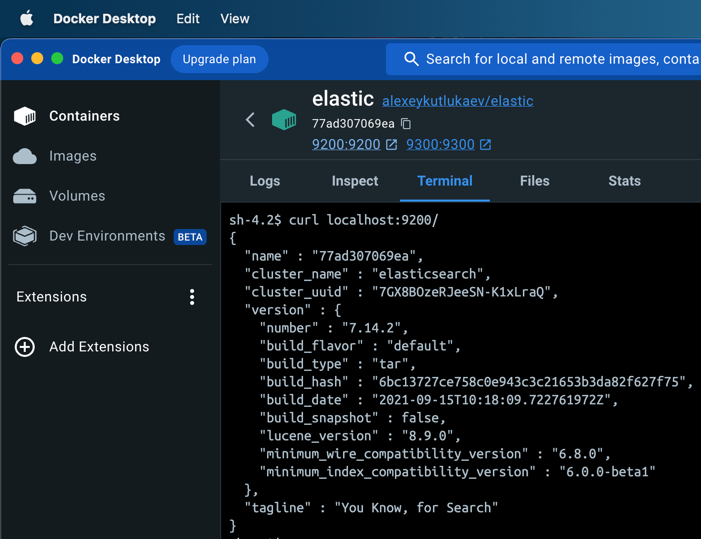 Docker Desktop Edit View
Docker Desktop Upgrade plan Search for local and remote images, conta
Containers
Images
Volumes
Dev Environments BETA
Extensions
Add Extensions
elastic alexeykutlukaev/elastic
77ad307069ea
9200:9200 9300:9300
Logs Inspect Terminal Files Stats
sh-4.2$ curl localhost:9200/
{
  "name" : "77ad307069ea",
  "cluster_name" : "elasticsearch",
  "cluster_uuid" : "7GX8BOzeRJeeSN-K1xLraQ",
  "version" : {
    "number" : "7.14.2",
    "build_flavor" : "default",
    "build_type" : "tar",
    "build_hash" : "6bc13727ce758c0e943c3c21653b3da82f627f75",
    "build_date" : "2021-09-15T10:18:09.722761972Z",
    "build_snapshot" : false,
    "lucene_version" : "8.9.0",
    "minimum_wire_compatibility_version" : "6.8.0",
    "minimum_index_compatibility_version" : "6.0.0-beta1"
  },
  "tagline" : "You Know, for Search"
}